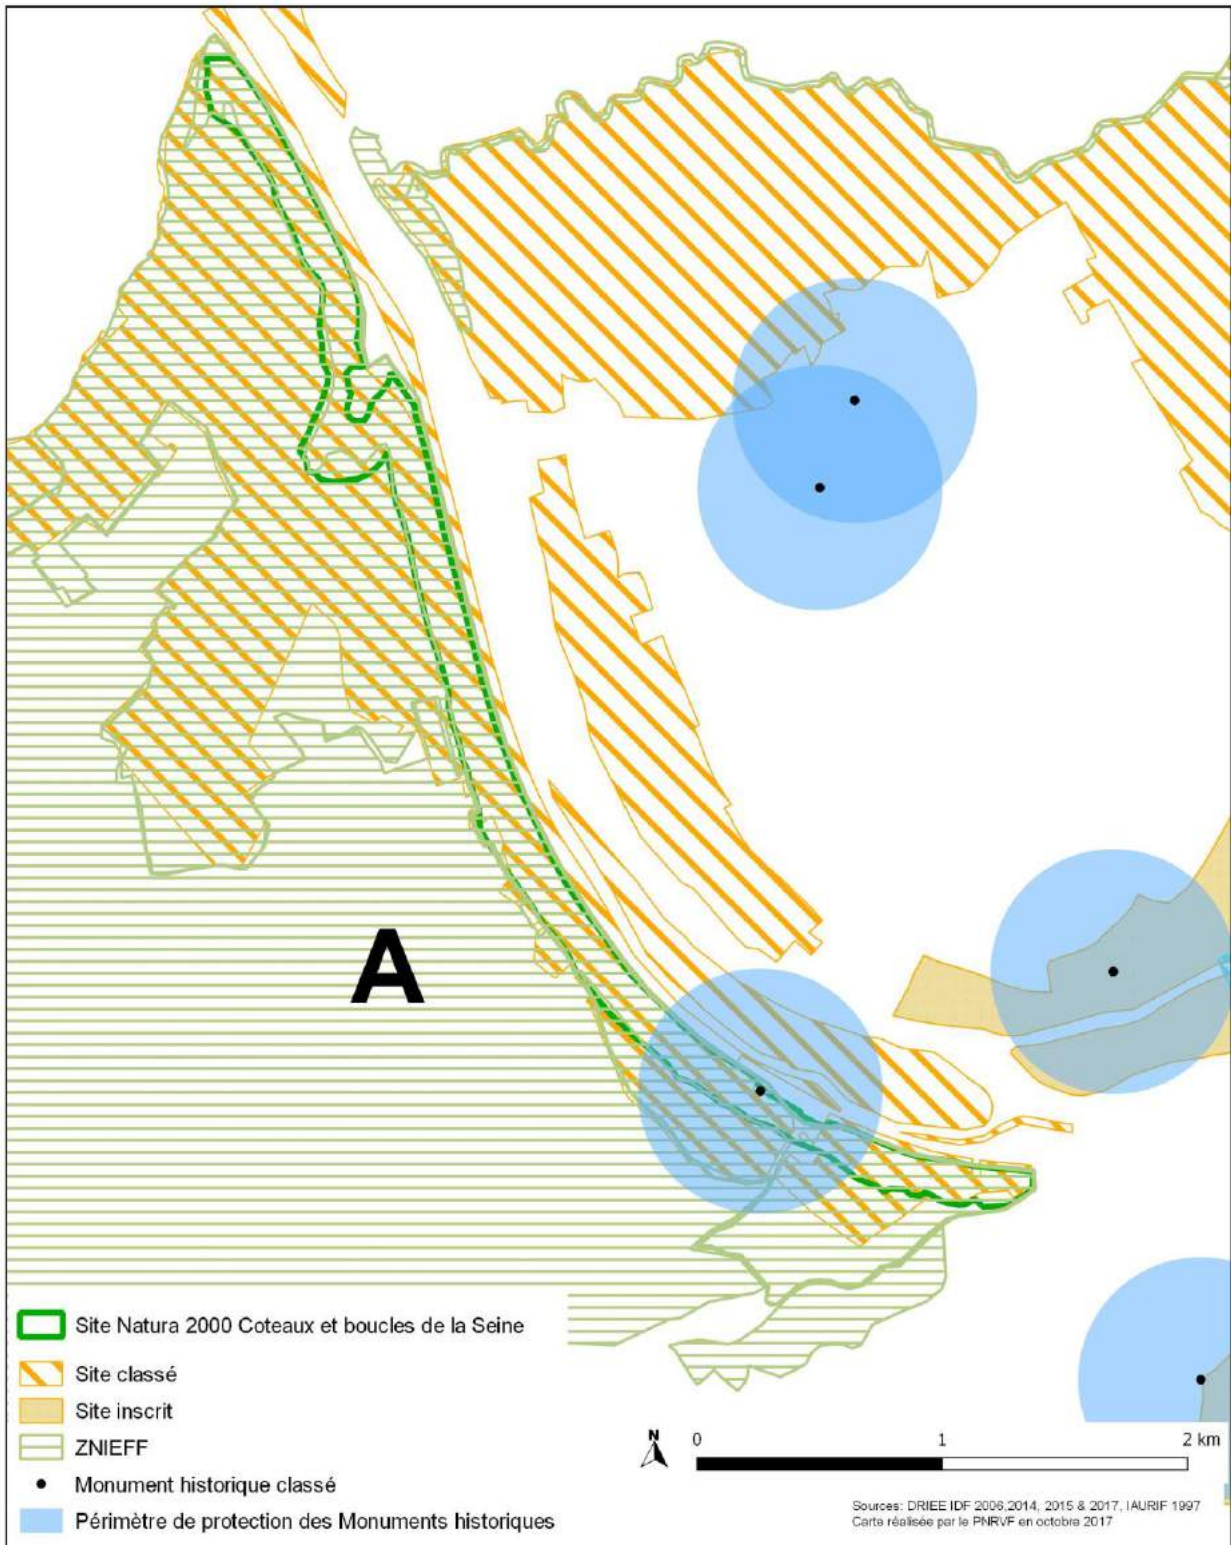 A
Site Natura 2000 Coteaux et boucles de la Seine
Site classé
Site inscrit
ZNIEFF
Monument historique classé
Périmètre de protection des Monuments historiques
N
0 1 2 km
Sources: DRIEE IDF 2006,2014, 2015 & 2017, IAURIF 1997
Carte réalisée par le PNRVF en octobre 2017